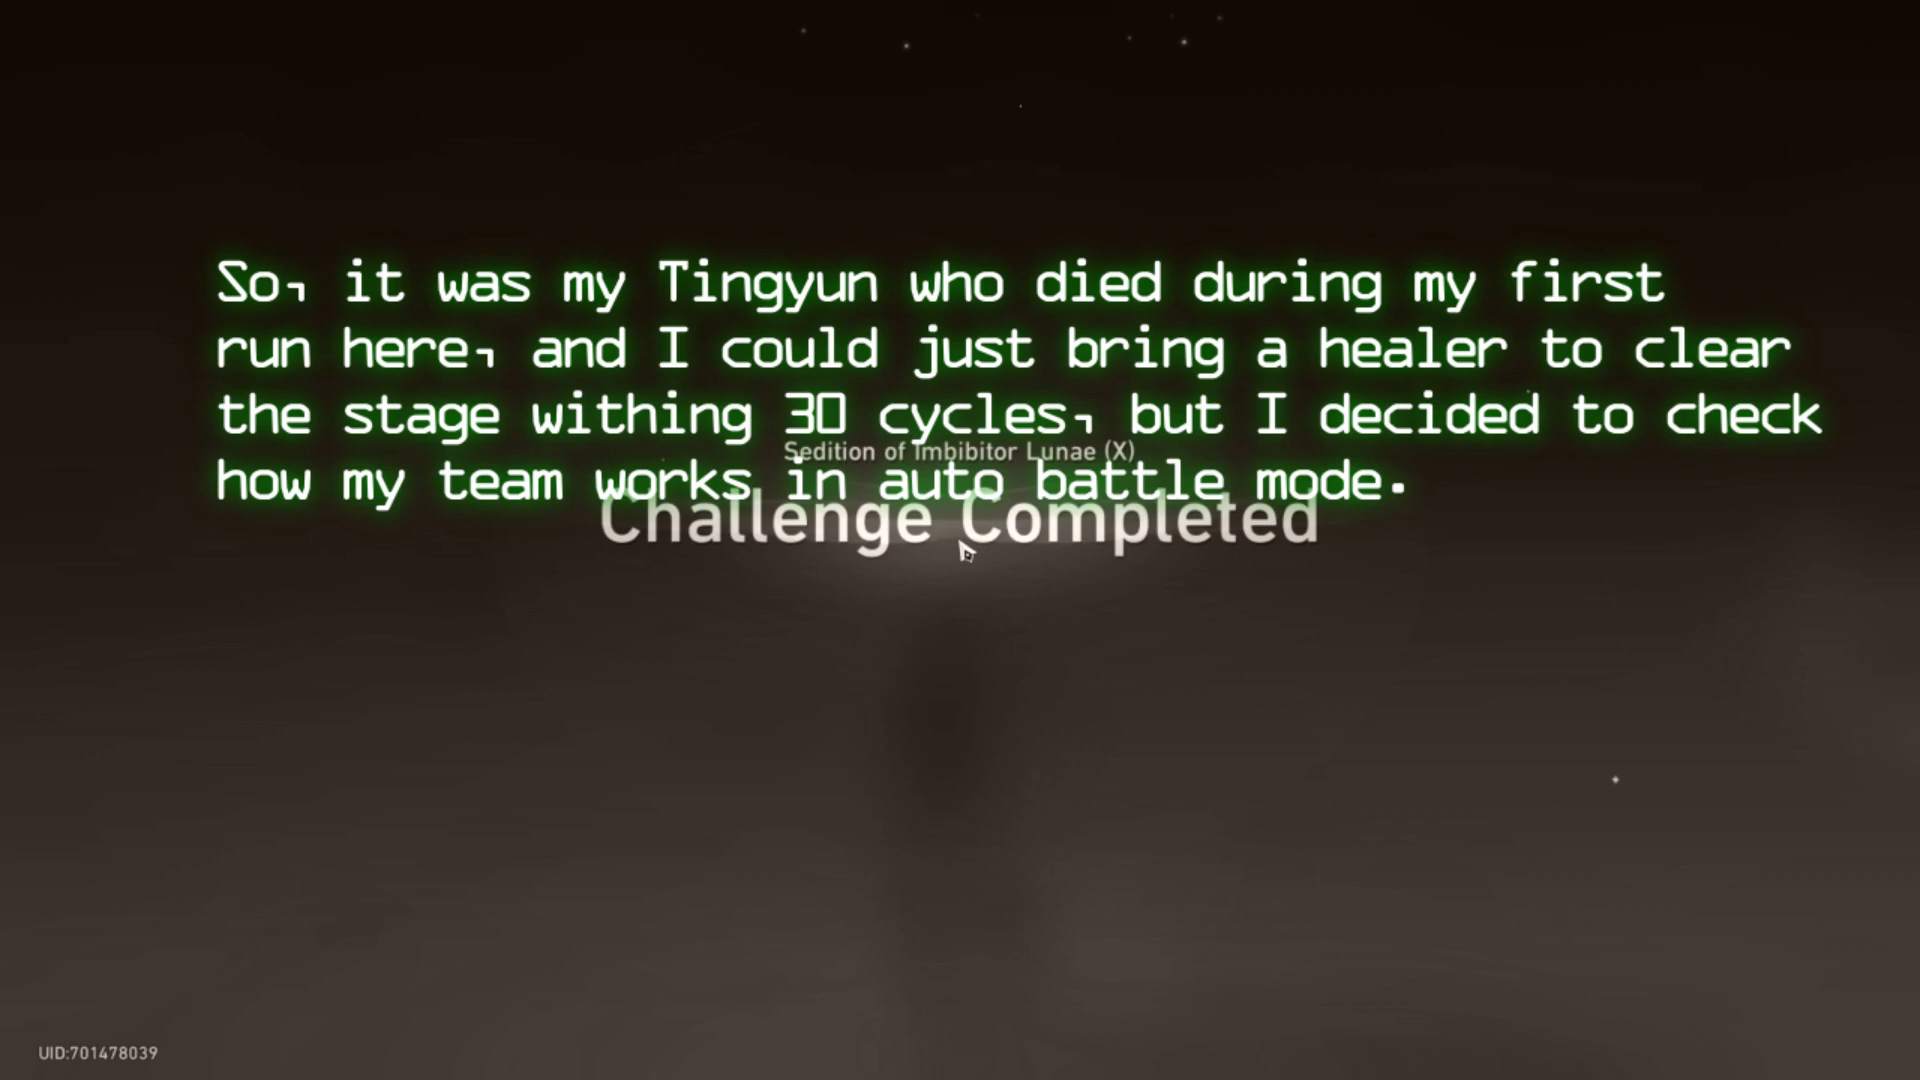 So, it was my Tingyun who died during my first
run here, and I could just bring a healer to clear
the stage withing 30 cycles, but I decided to check
Sedition of Imbibitor Lunae (X)
how my team works in auto battle mode.
Challenge Completed
UID:701478039